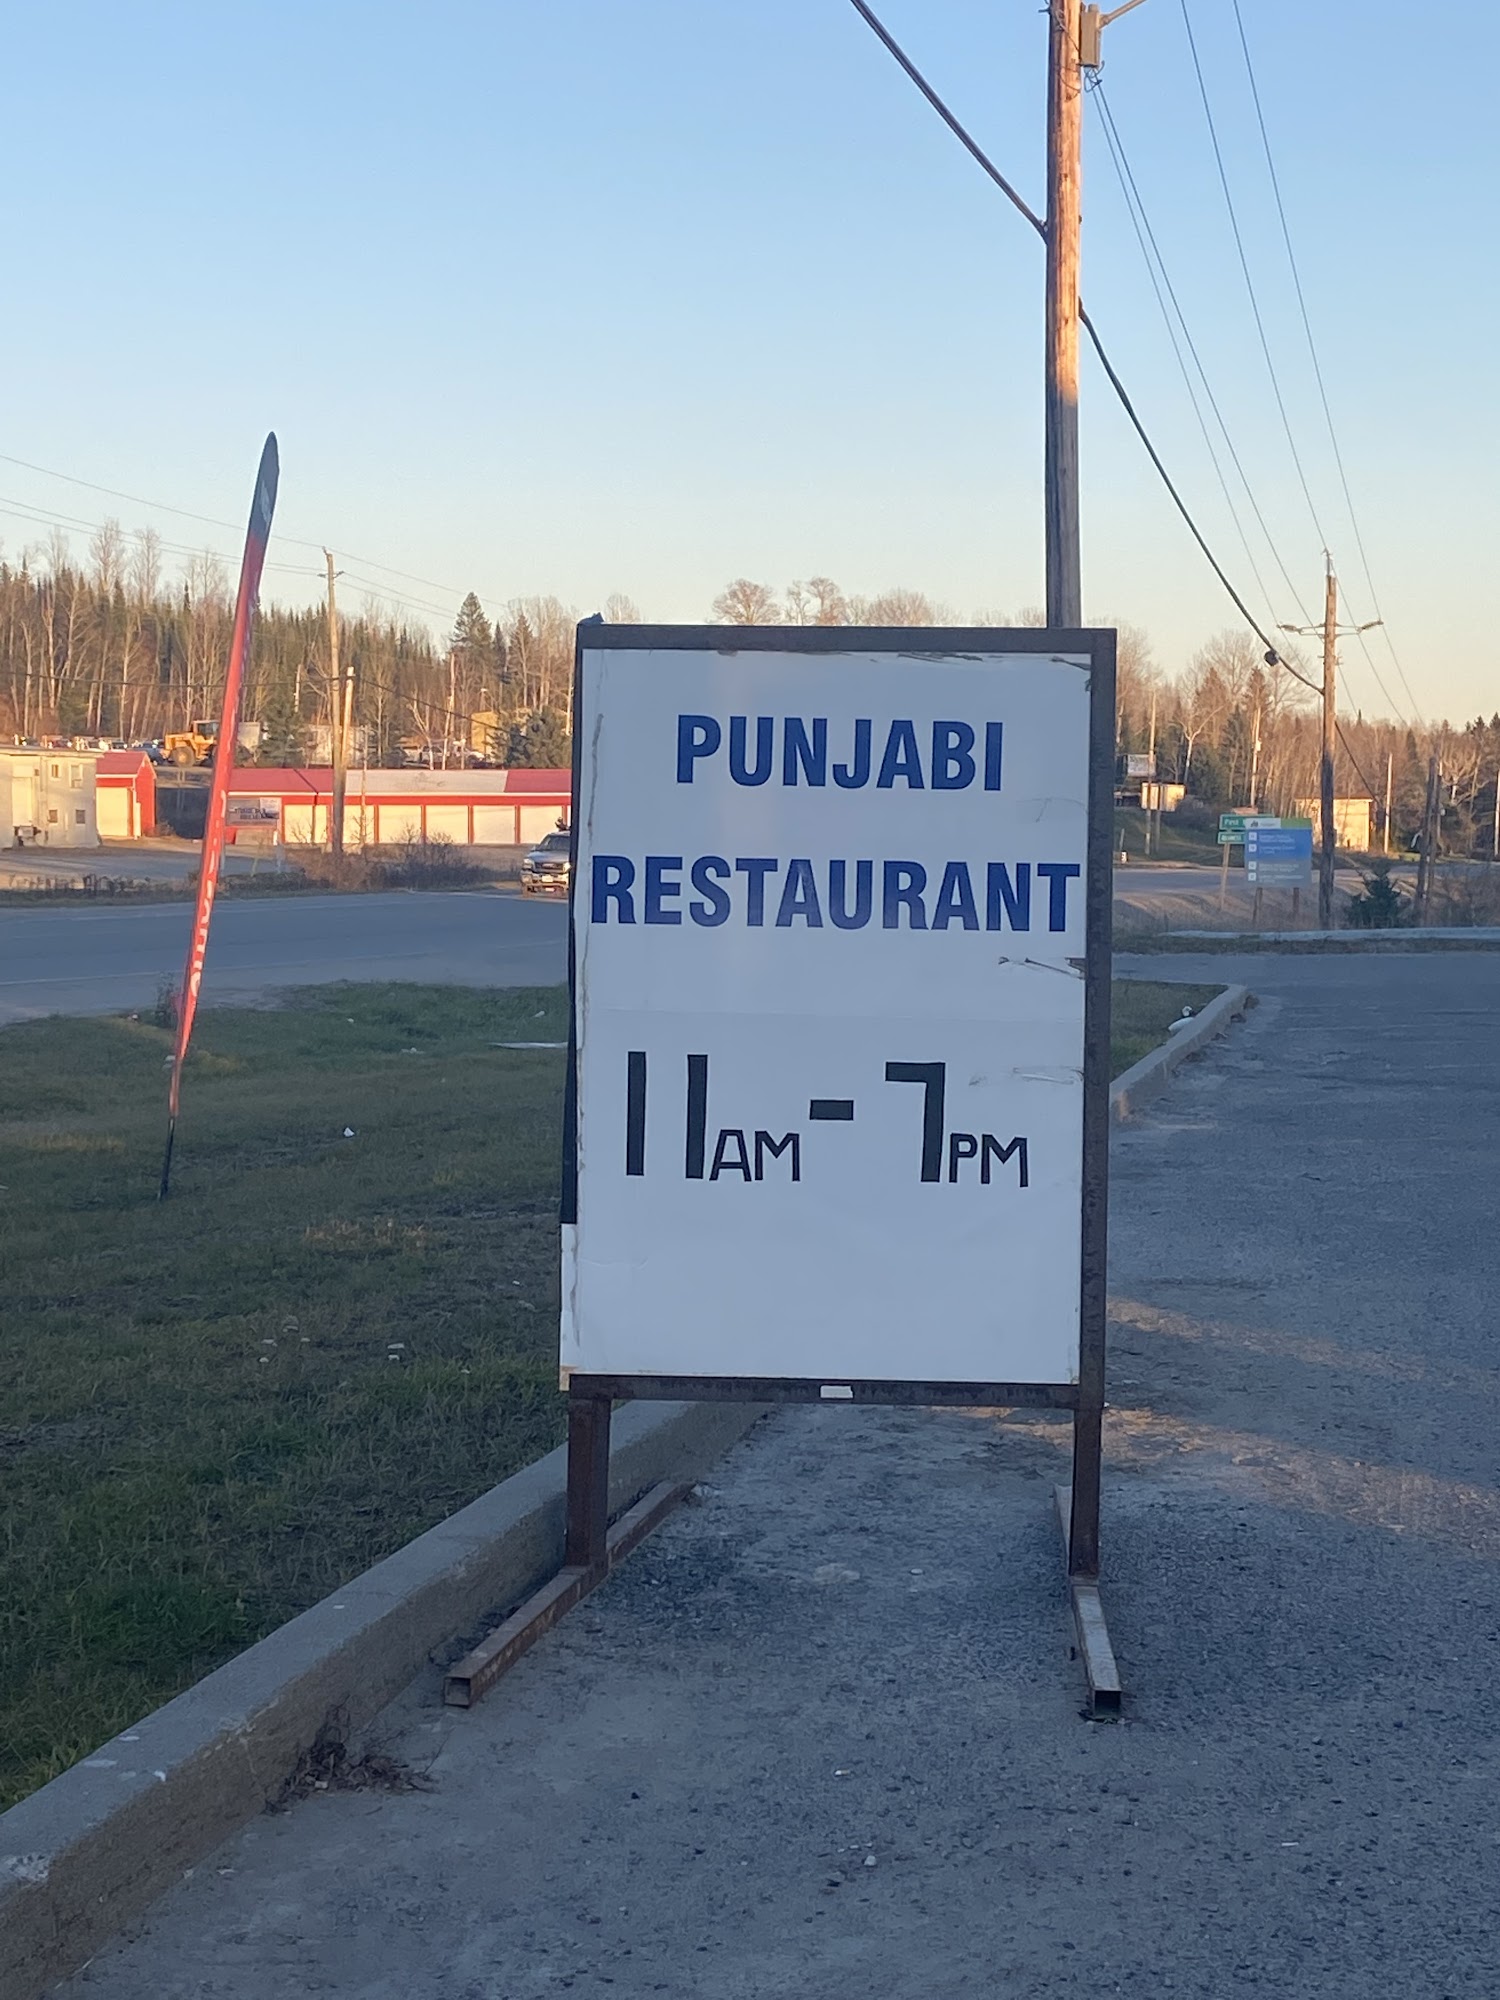 PUNJABI
RESTAURANT
11AM - 7PM